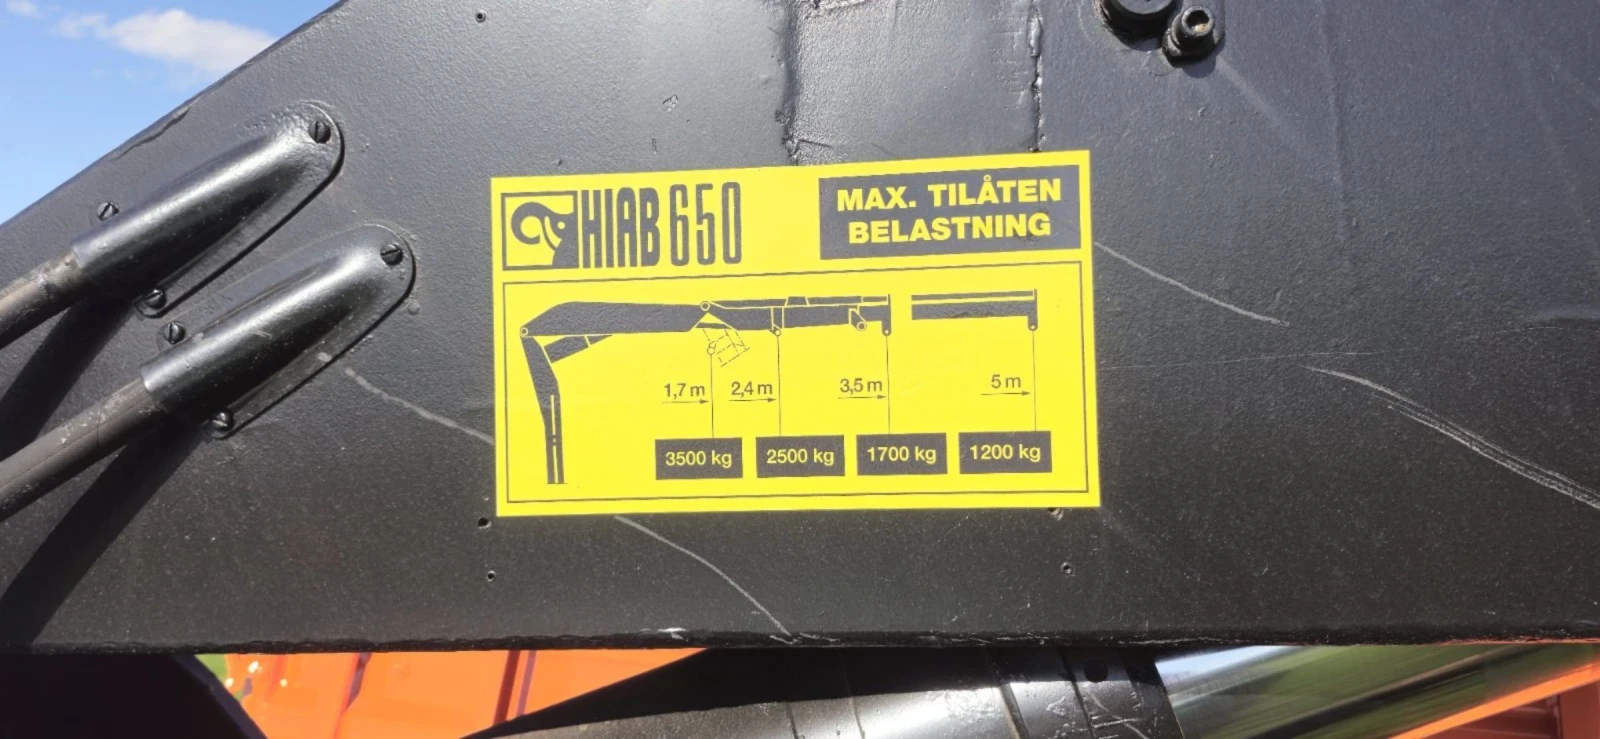 HIAB 650
MAX. TILÅTEN
BELASTNING
1,7 m 2,4 m 3,5 m 5 m
3500 kg 2500 kg 1700 kg 1200 kg